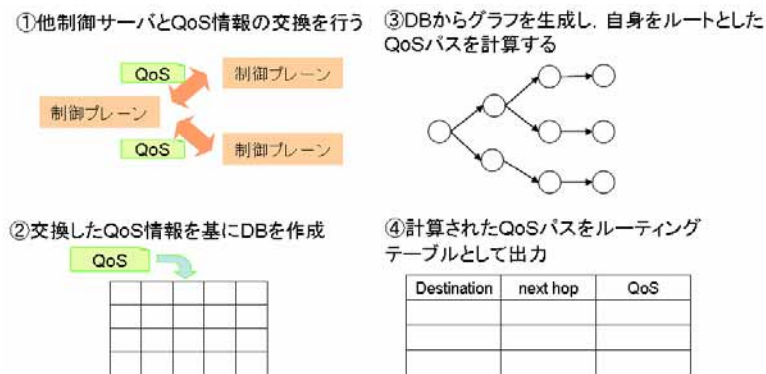 ①他制御サーバとQoS情報の交換を行う
QoS
制御プレーン
制御プレーン
QoS
制御プレーン
②交換したQoS情報を基にDBを作成
QoS
③DBからグラフを生成し，自身をルートとした
QoSパスを計算する
④計算されたQoSパスをルーティング
テーブルとして出力
Destination
next hop
QoS